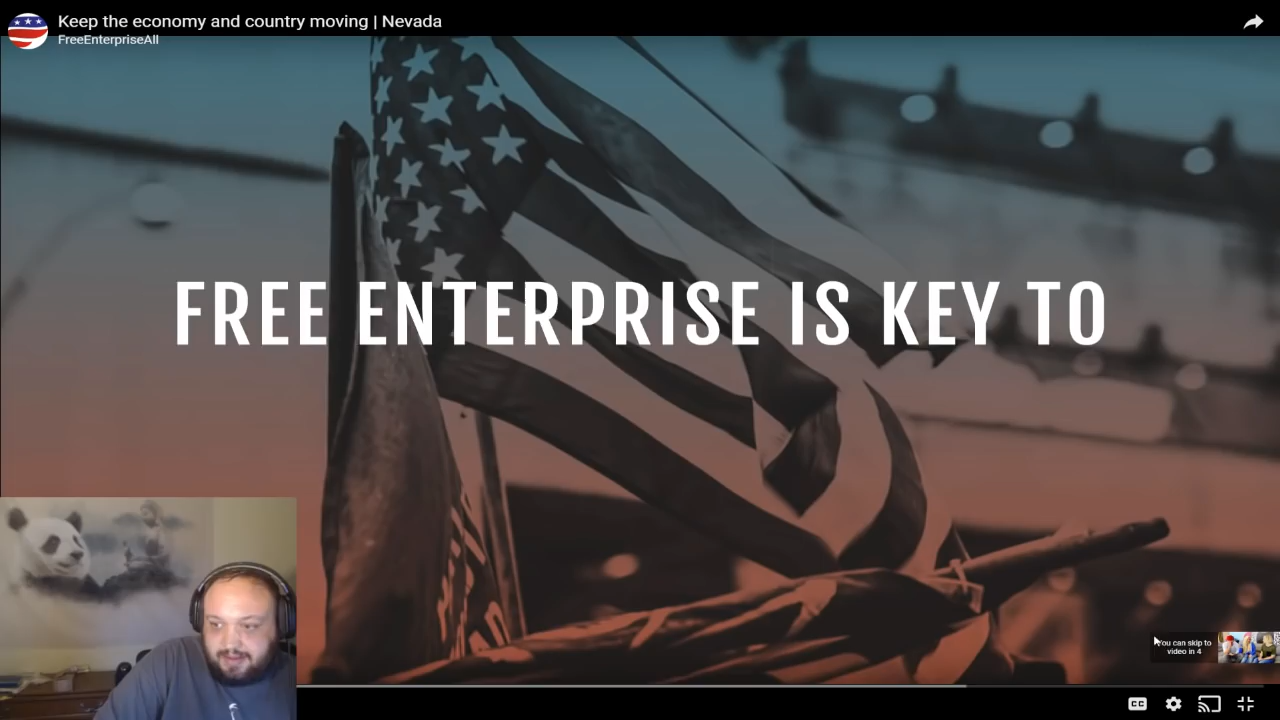 Keep the economy and country moving | Nevada
FreeEnterpriseAll
FREE ENTERPRISE IS KEY TO
You can skip to
video in 4
CC